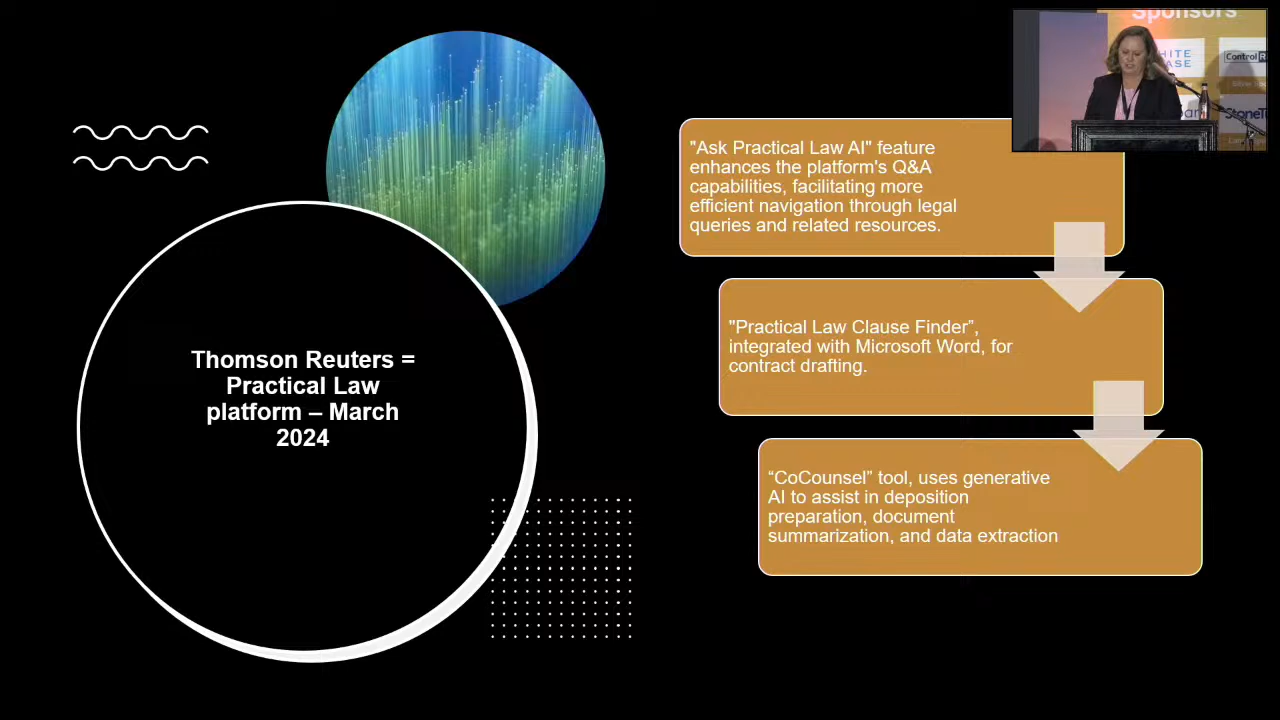 Thomson Reuters =
Practical Law
platform – March
2024
"Ask Practical Law AI" feature
enhances the platform's Q&A
capabilities, facilitating more
efficient navigation through legal
queries and related resources.
"Practical Law Clause Finder”,
integrated with Microsoft Word, for
contract drafting.
“CoCounsel” tool, uses generative
AI to assist in deposition
preparation, document
summarization, and data extraction
Sponsors